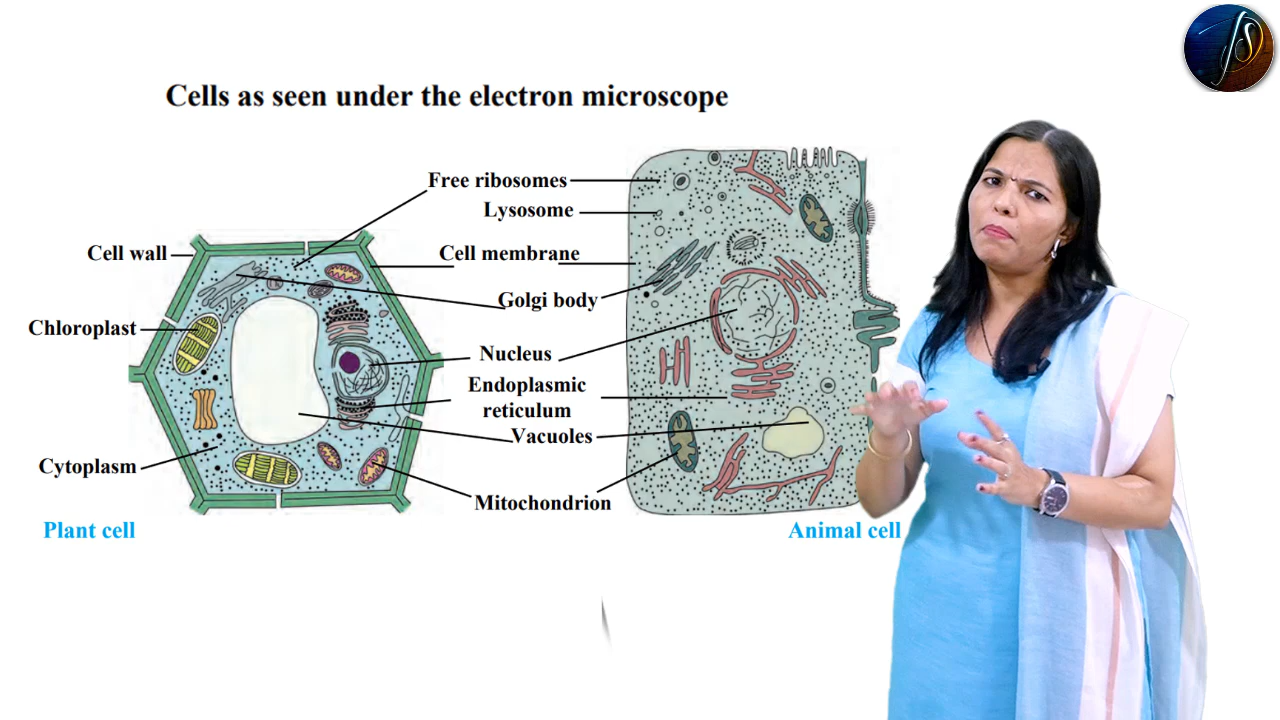 Cells as seen under the electron microscope
Free ribosomes
Lysosome
Cell wall
Cell membrane
Golgi body
Chloroplast
Nucleus
Endoplasmic
reticulum
Vacuoles
Cytoplasm
Mitochondrion
Plant cell
Animal cell